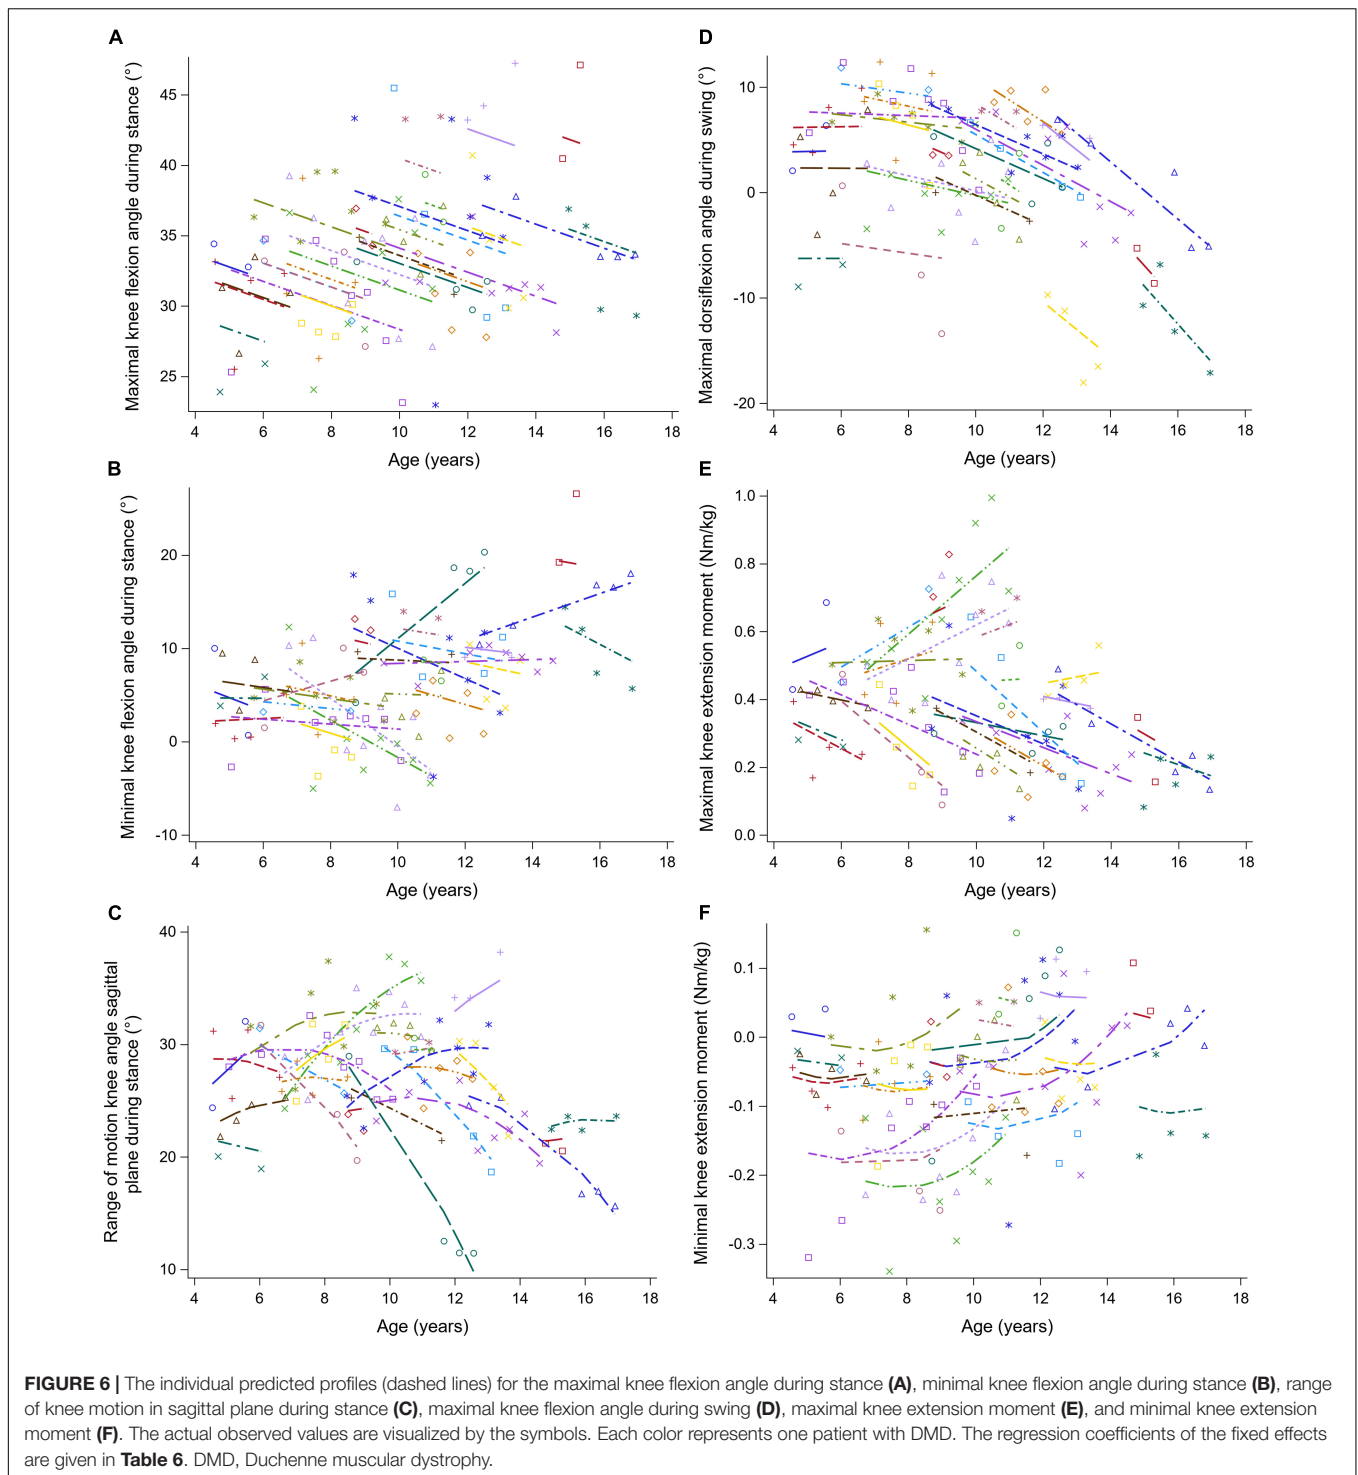 A
Maximal knee flexion angle during stance (°)
45
40
35
30
25
4 6 8 10 12 14 16 18
Age (years)
D
Maximal dorsiflexion angle during swing (°)
10
0
-10
-20
4 6 8 10 12 14 16 18
Age (years)
B
Minimal knee flexion angle during stance (°)
20
10
0
-10
4 6 8 10 12 14 16 18
Age (years)
E
Maximal knee extension moment (Nm/kg)
1.0
0.8
0.6
0.4
0.2
0.0
4 6 8 10 12 14 16 18
Age (years)
C
Range of motion knee angle sagittal
plane during stance (°)
40
30
20
10
4 6 8 10 12 14 16 18
Age (years)
F
Minimal knee extension moment (Nm/kg)
0.1
0.0
-0.1
-0.2
-0.3
4 6 8 10 12 14 16 18
Age (years)
FIGURE 6 | The individual predicted profiles (dashed lines) for the maximal knee flexion angle during stance (A), minimal knee flexion angle during stance (B), range
of knee motion in sagittal plane during stance (C), maximal knee flexion angle during swing (D), maximal knee extension moment (E), and minimal knee extension
moment (F). The actual observed values are visualized by the symbols. Each color represents one patient with DMD. The regression coefficients of the fixed effects
are given in Table 6. DMD, Duchenne muscular dystrophy.